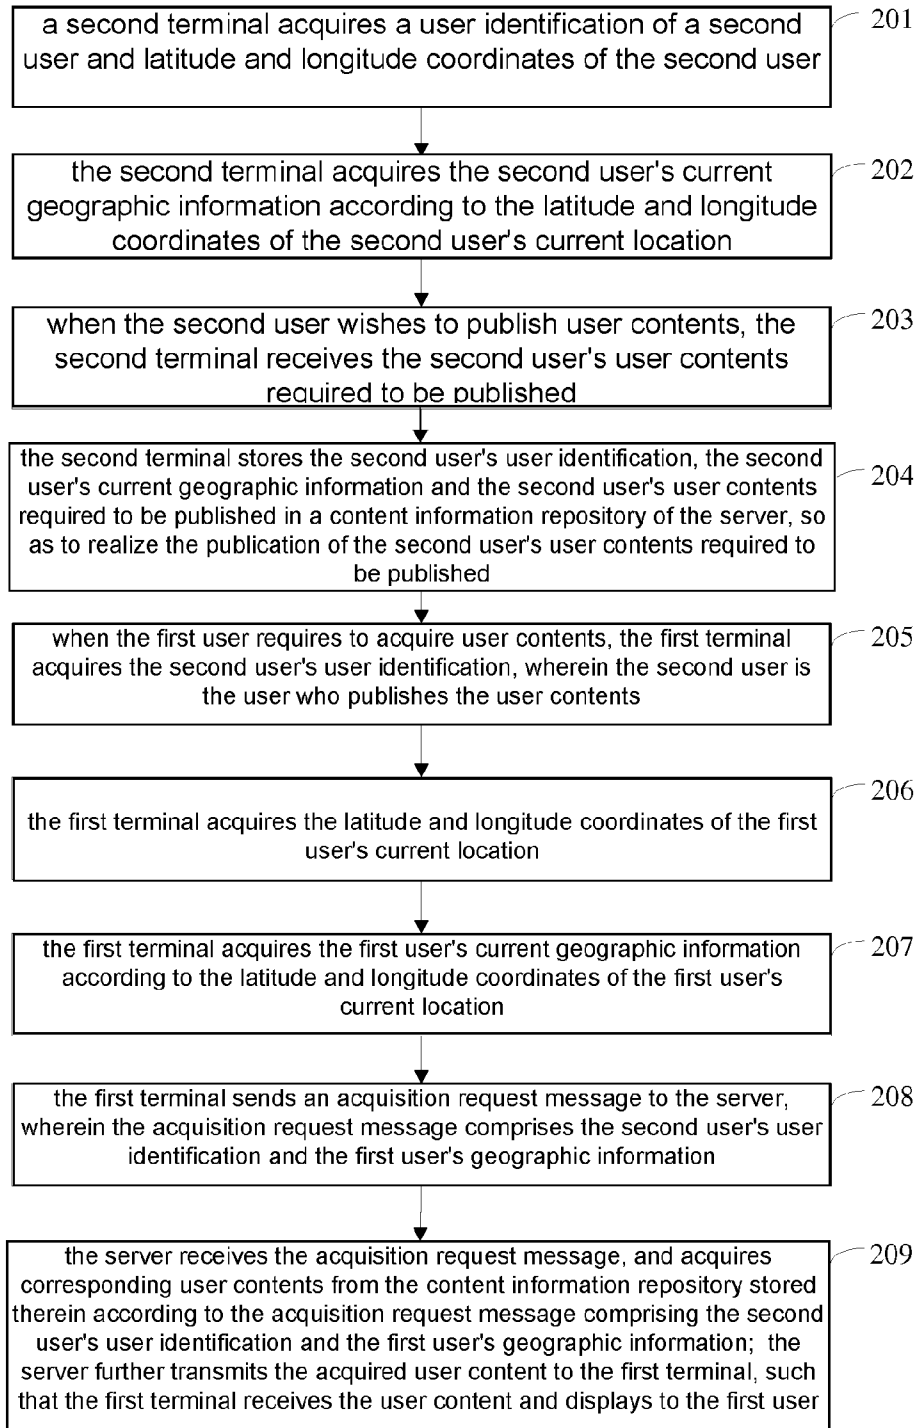 a second terminal acquires a user identification of a second
user and latitude and longitude coordinates of the second user
201
the second terminal acquires the second user's current
geographic information according to the latitude and longitude
coordinates of the second user's current location
202
when the second user wishes to publish user contents, the
second terminal receives the second user's user contents
required to be published
203
the second terminal stores the second user's user identification, the second
user's current geographic information and the second user's user contents
required to be published in a content information repository of the server, so
as to realize the publication of the second user's user contents required to
be published
204
when the first user requires to acquire user contents, the first terminal
acquires the second user's user identification, wherein the second user is
the user who publishes the user contents
205
the first terminal acquires the latitude and longitude coordinates of the first
user's current location
206
the first terminal acquires the first user's current geographic information
according to the latitude and longitude coordinates of the first user's
current location
207
the first terminal sends an acquisition request message to the server,
wherein the acquisition request message comprises the second user's user
identification and the first user's geographic information
208
the server receives the acquisition request message, and acquires
corresponding user contents from the content information repository stored
therein according to the acquisition request message comprising the second
user's user identification and the first user's geographic information; the
server further transmits the acquired user content to the first terminal, such
that the first terminal receives the user content and displays to the first user
209